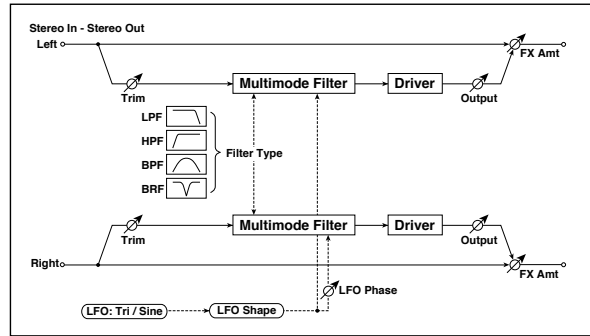 Stereo In - Stereo Out
Left
FX Amt
Trim
Multimode Filter
Driver
Output
LPF
HPF
BPF
BRF
Filter Type
Trim
Multimode Filter
Driver
Output
Right
FX Amt
LFO Phase
LFO: Tri / Sine
LFO Shape